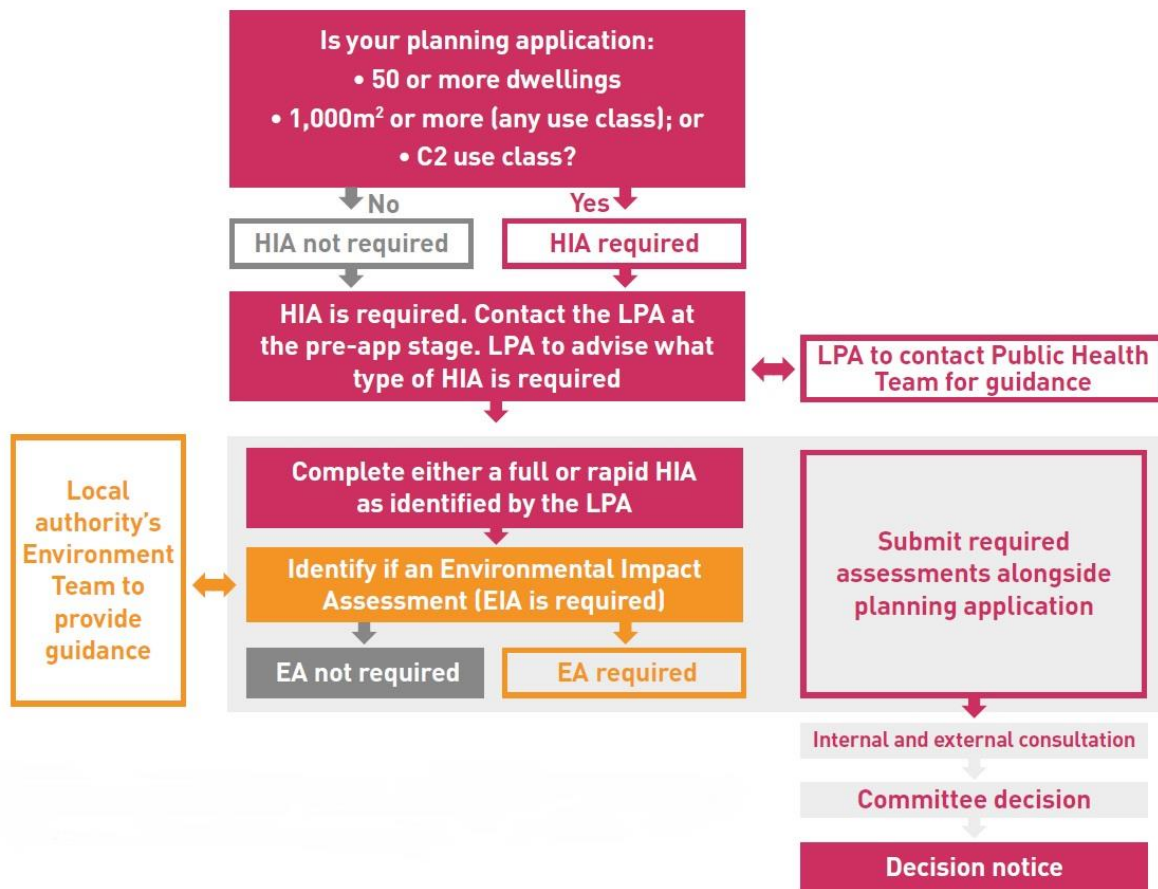 Is your planning application:
• 50 or more dwellings
• 1,000m² or more (any use class); or
• C2 use class?
No
Yes
HIA not required
HIA required
HIA is required. Contact the LPA at
the pre-app stage. LPA to advise what
type of HIA is required
LPA to contact Public Health
Team for guidance
Local
authority's
Environment
Team to
provide
guidance
Complete either a full or rapid HIA
as identified by the LPA
Identify if an Environmental Impact
Assessment (EIA is required)
EA not required
EA required
Submit required
assessments alongside
planning application
Internal and external consultation
Committee decision
Decision notice